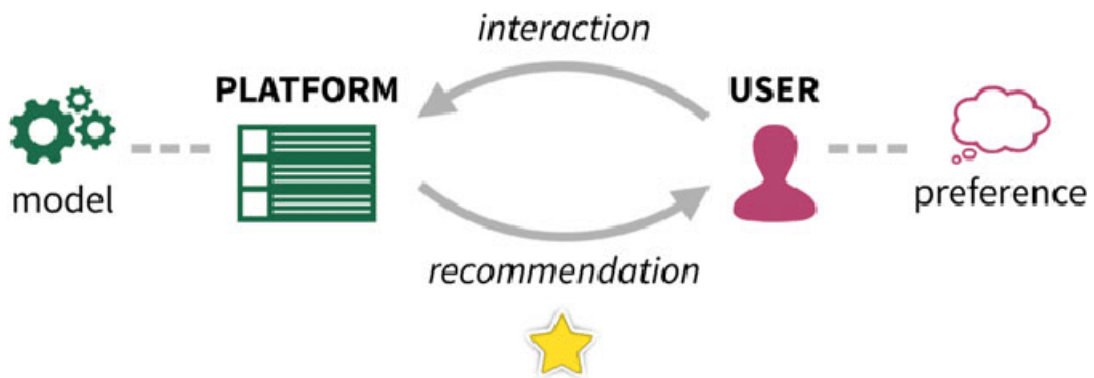 interaction
PLATFORM
USER
model
preference
recommendation